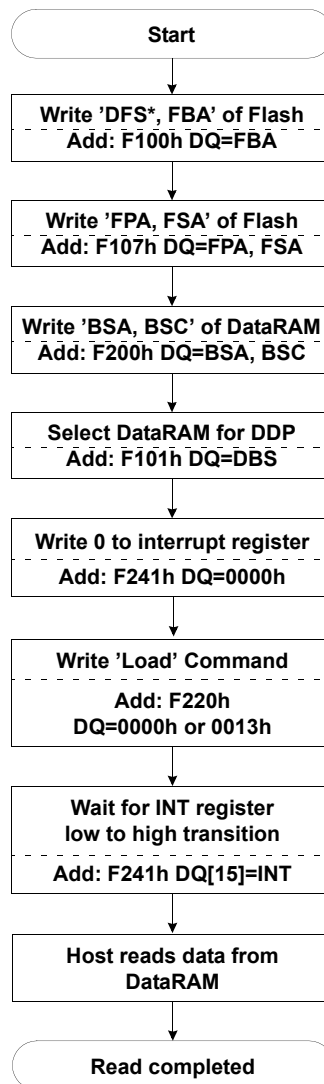 Start
Write ’DFS*, FBA’ of Flash
Add: F100h DQ=FBA
Write ’FPA, FSA’ of Flash
Add: F107h DQ=FPA, FSA
Write ’BSA, BSC’ of DataRAM
Add: F200h DQ=BSA, BSC
Select DataRAM for DDP
Add: F101h DQ=DBS
Write 0 to interrupt register
Add: F241h DQ=0000h
Write ’Load’ Command
Add: F220h
DQ=0000h or 0013h
Wait for INT register
low to high transition
Add: F241h DQ[15]=INT
Host reads data from
DataRAM
Read completed